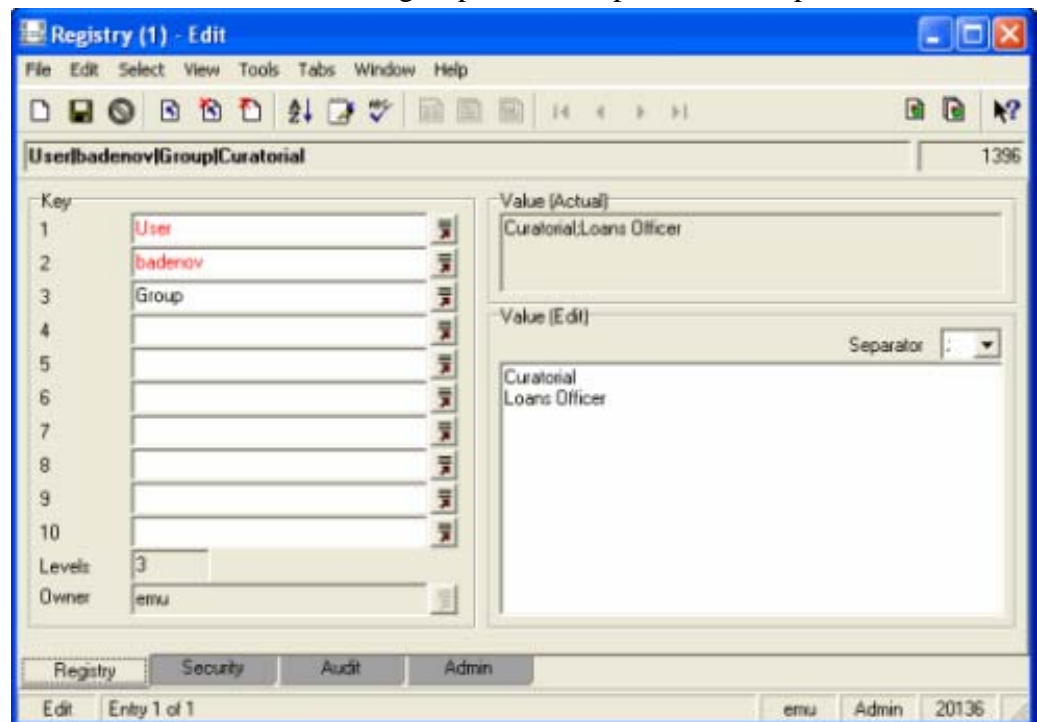 Registry (1) - Edit
File Edit Select View Tools Tabs Window Help
User|badenov|Group|Curatorial 1396
Key
1 User
2 badenov
3 Group
4
5
6
7
8
9
10
Levels 3
Owner emu
Value (Actual)
Curatorial;Loans Officer
Value (Edit)
Separator ;
Curatorial
Loans Officer
Registry Security Audit Admin
Edit Entry 1 of 1 emu Admin 20136